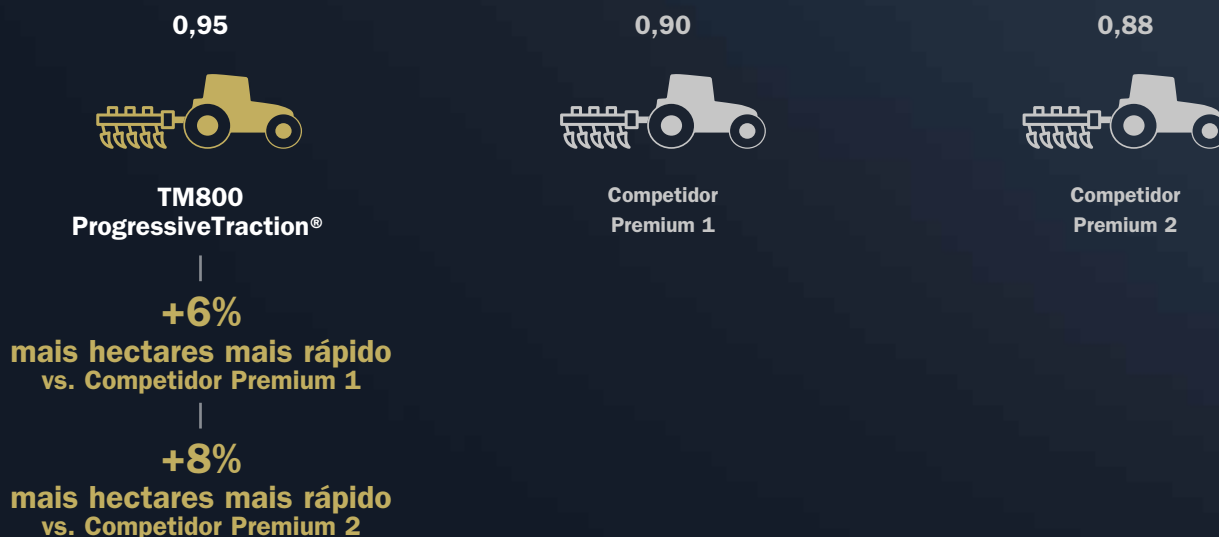 0,95
0,90
0,88
TM800
ProgressiveTraction®
Competidor
Premium 1
Competidor
Premium 2
+6%
mais hectares mais rápido
vs. Competidor Premium 1
+8%
mais hectares mais rápido
vs. Competidor Premium 2